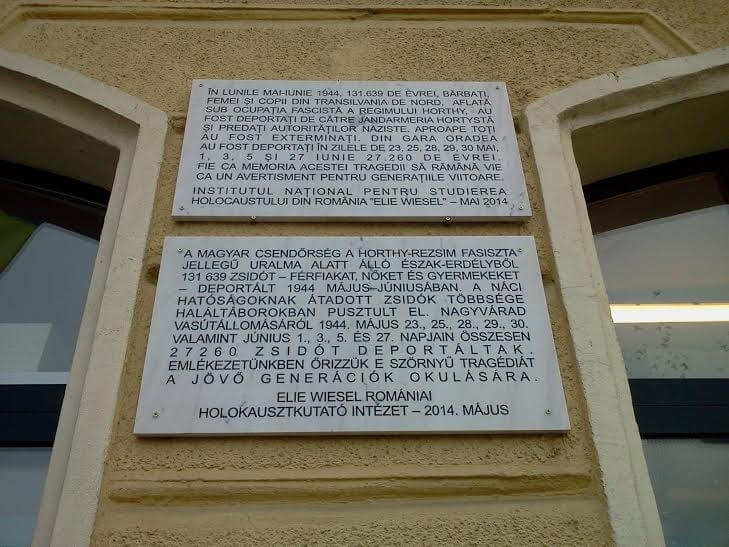 ÎN LUNILE MAI-IUNIE 1944, 131.639 DE EVREI, BĂRBAȚI,
FEMEI ȘI COPII DIN TRANSILVANIA DE NORD, AFLATĂ
SUB OCUPAȚIA FASCISTĂ A REGIMULUI HORTHY, AU
FOST DEPORTAȚI DE CĂTRE JANDARMERIA HORTYSTĂ
ȘI PREDAȚI AUTORITĂȚILOR NAZISTE. APROAPE TOȚI
AU FOST EXTERMINAȚI. DIN GARA ORADEA
AU FOST DEPORTAȚI ÎN ZILELE DE 23, 25, 28, 29, 30 MAI,
1, 3, 5 ȘI 27 IUNIE 27.260 DE EVREI.
FIE CA MEMORIA ACESTEI TRAGEDII SĂ RĂMÂNĂ VIE
CA UN AVERTISMENT PENTRU GENERAȚIILE VIITOARE.
INSTITUTUL NAȚIONAL PENTRU STUDIEREA
HOLOCAUSTULUI DIN ROMÂNIA "ELIE WIESEL" – MAI 2014
A MAGYAR CSENDŐRSÉG A HORTHY-REZSIM FASISZTA
JELLEGŰ URALMA ALATT ÁLLÓ ÉSZAK-ERDÉLYBŐL
131 639 ZSIDÓT – FÉRFIAKAT, NŐKET ÉS GYERMEKEKET
– DEPORTÁLT 1944 MÁJUS–JÚNIUSÁBAN. A NÁCI
HATÓSÁGOKNAK ÁTADOTT ZSIDÓK TÖBBSÉGE
HALÁLTÁBOROKBAN PUSZTULT EL. NAGYVÁRAD
VASÚTÁLLOMÁSÁRÓL 1944. MÁJUS 23., 25., 28., 29., 30.
VALAMINT JÚNIUS 1., 3., 5. ÉS 27. NAPJAIN ÖSSZESEN
27260 ZSIDÓT DEPORTÁLTAK.
EMLÉKEZETÜNKBEN ŐRIZZÜK E SZÖRNYŰ TRAGÉDIÁT
A JÖVŐ GENERÁCIÓK OKULÁSÁRA.
ELIE WIESEL ROMÁNIAI
HOLOKAUSZTKUTATÓ INTÉZET – 2014. MÁJUS